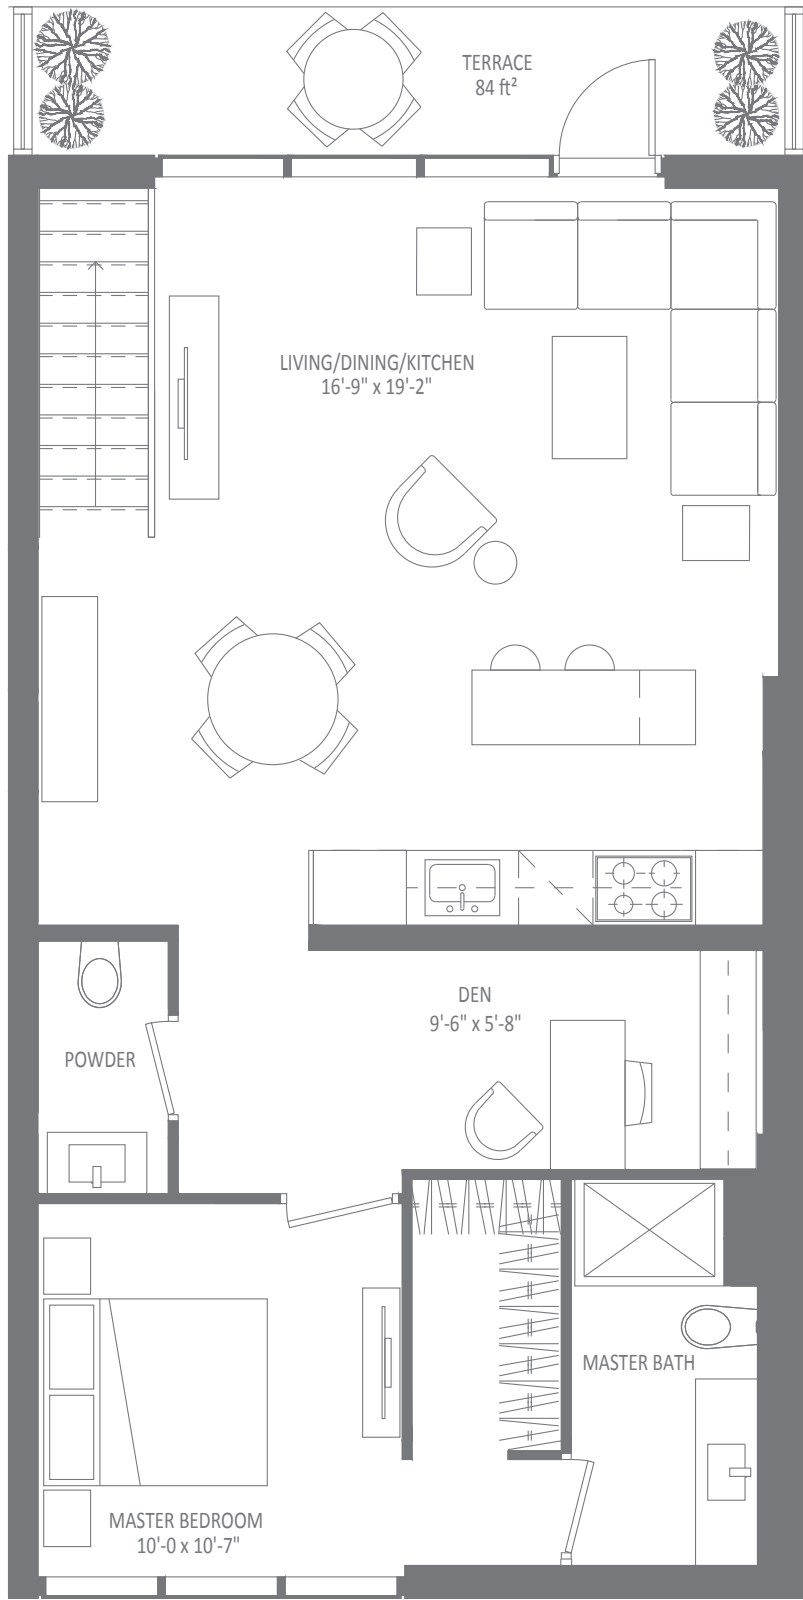 TERRACE
84 ft²
LIVING/DINING/KITCHEN
16'-9" x 19'-2"
DEN
9'-6" x 5'-8"
POWDER
MASTER BATH
MASTER BEDROOM
10'-0 x 10'-7"